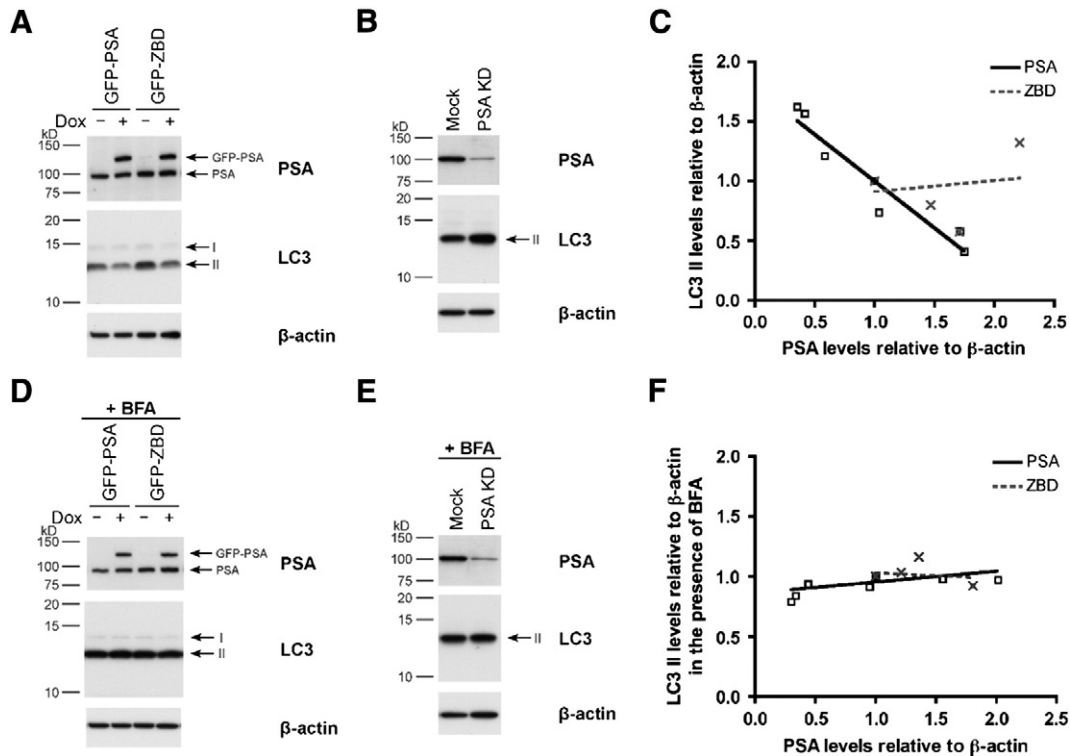 A
GFP-PSA
GFP-ZBD
Dox − + − +
kD
150
100
75
GFP-PSA
PSA
PSA
20
15
10
I
II
LC3
β-actin
B
Mock
PSA KD
kD
150
100
75
PSA
20
15
10
II
LC3
β-actin
C
LC3 II levels relative to β-actin
2.0
1.5
1.0
0.5
0.0
PSA
ZBD
0.0 0.5 1.0 1.5 2.0 2.5
PSA levels relative to β-actin
D
+ BFA
GFP-PSA
GFP-ZBD
Dox − + − +
kD
150
100
75
GFP-PSA
PSA
PSA
20
15
10
I
II
LC3
β-actin
E
+ BFA
Mock
PSA KD
kD
150
100
75
PSA
20
15
10
II
LC3
β-actin
F
LC3 II levels relative to β-actin
in the presence of BFA
2.0
1.5
1.0
0.5
0.0
PSA
ZBD
0.0 0.5 1.0 1.5 2.0 2.5
PSA levels relative to β-actin